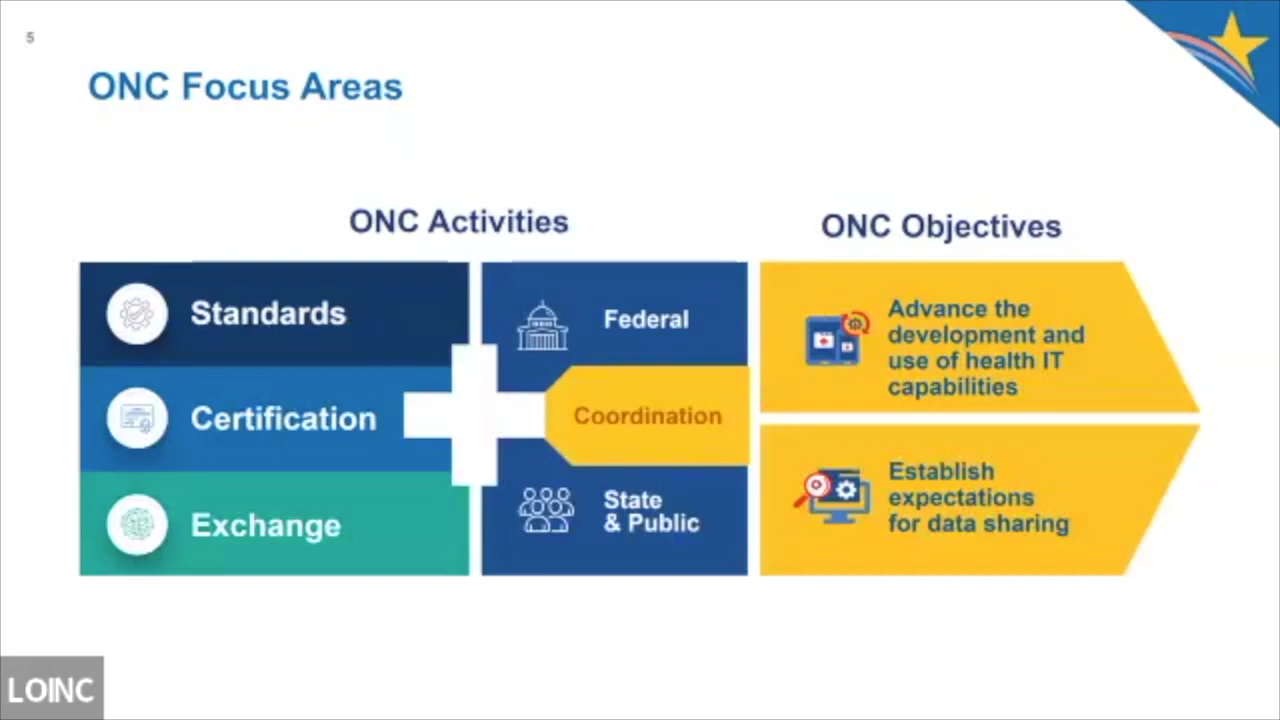 5
ONC Focus Areas
ONC Activities
ONC Objectives
Standards
Certification
Exchange
Federal
Coordination
State
& Public
Advance the
development and
use of health IT
capabilities
Establish
expectations
for data sharing
LOINC